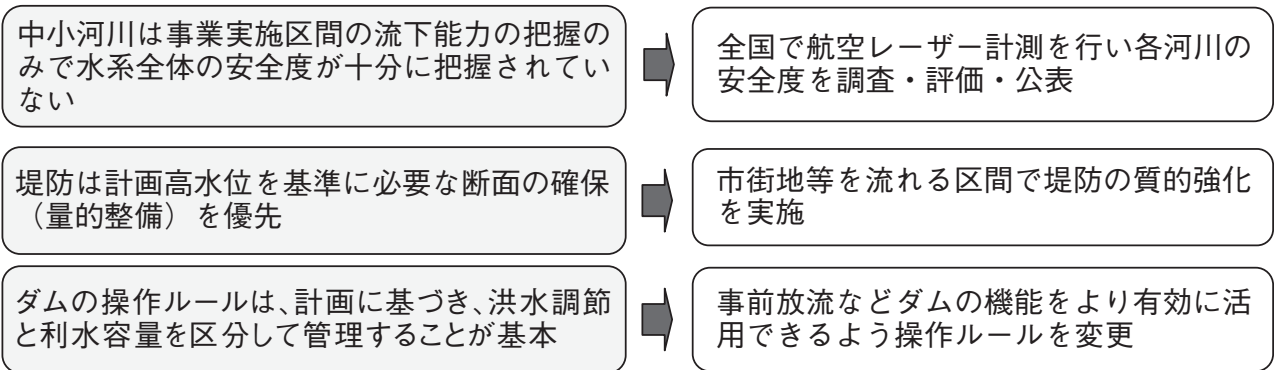 中小河川は事業実施区間の流下能力の把握の
みで水系全体の安全度が十分に把握されてい
ない
全国で航空レーザー計測を行い各河川の
安全度を調査・評価・公表
堤防は計画高水位を基準に必要な断面の確保
（量的整備）を優先
市街地等を流れる区間で堤防の質的強化
を実施
ダムの操作ルールは、計画に基づき、洪水調節
と利水容量を区分して管理することが基本
事前放流などダムの機能をより有効に活
用できるよう操作ルールを変更